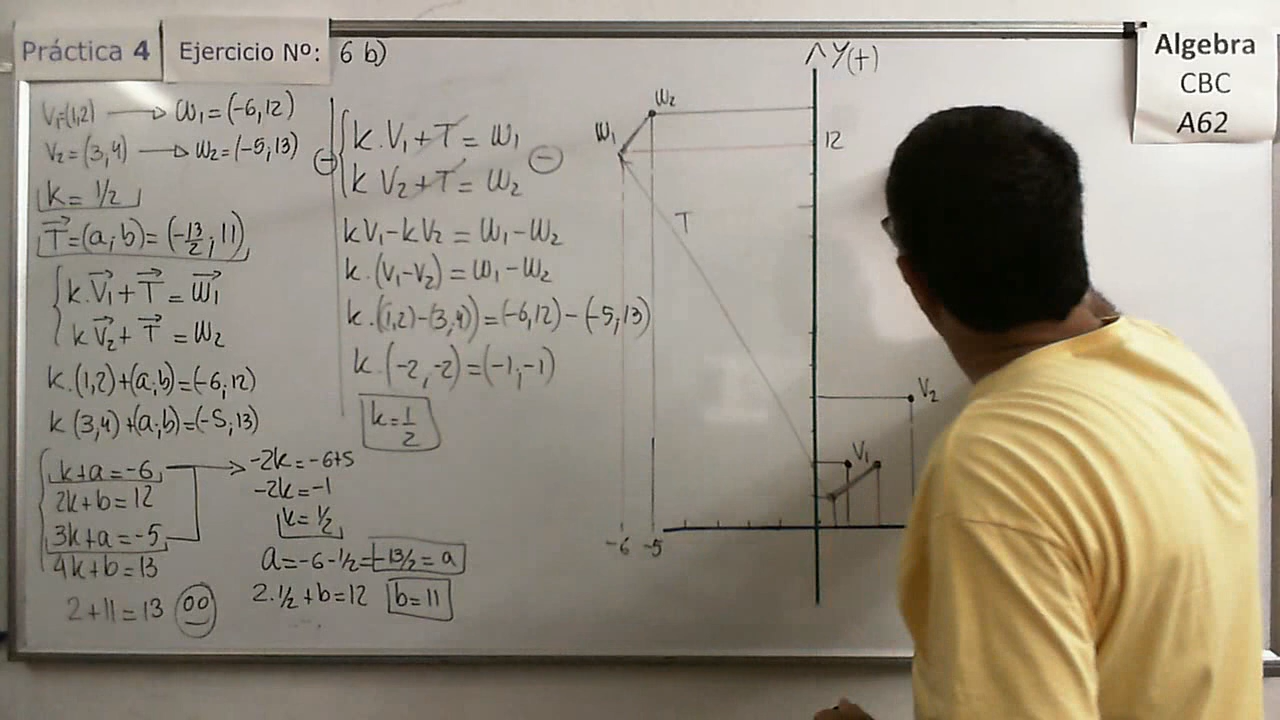 Práctica 4
Ejercicio Nº: 6 b)
Algebra
CBC
A62
V₁=(1,2) → W₁=(-6,12)
V₂=(3,4) → W₂=(-5,13)
k=1/2
T=(a;b)=(-13/2;11)
k.V₁+T=W₁
kV₂+T=W₂
k.(1,2)+(a;b)=(-6,12)
k(3,4)+(a;b)=(-5,13)
k+a=-6
2k+b=12
3k+a=-5
4k+b=13
2+11=13
-2k=-6+5
-2k=-1
k=1/2
a=-6-1/2=-13/2=a
2.1/2+b=12 b=11
k.V₁+T=W₁
kV₂+T=W₂
kV₁-kV₂=W₁-W₂
k.(V₁-V₂)=W₁-W₂
k.(1,2)-(3,4)=(-6,12)-(-5,13)
k.(-2,-2)=(-1,-1)
k=1/2
Y(+)
W₂
W₁
12
T
V₂
V₁
-6 -5